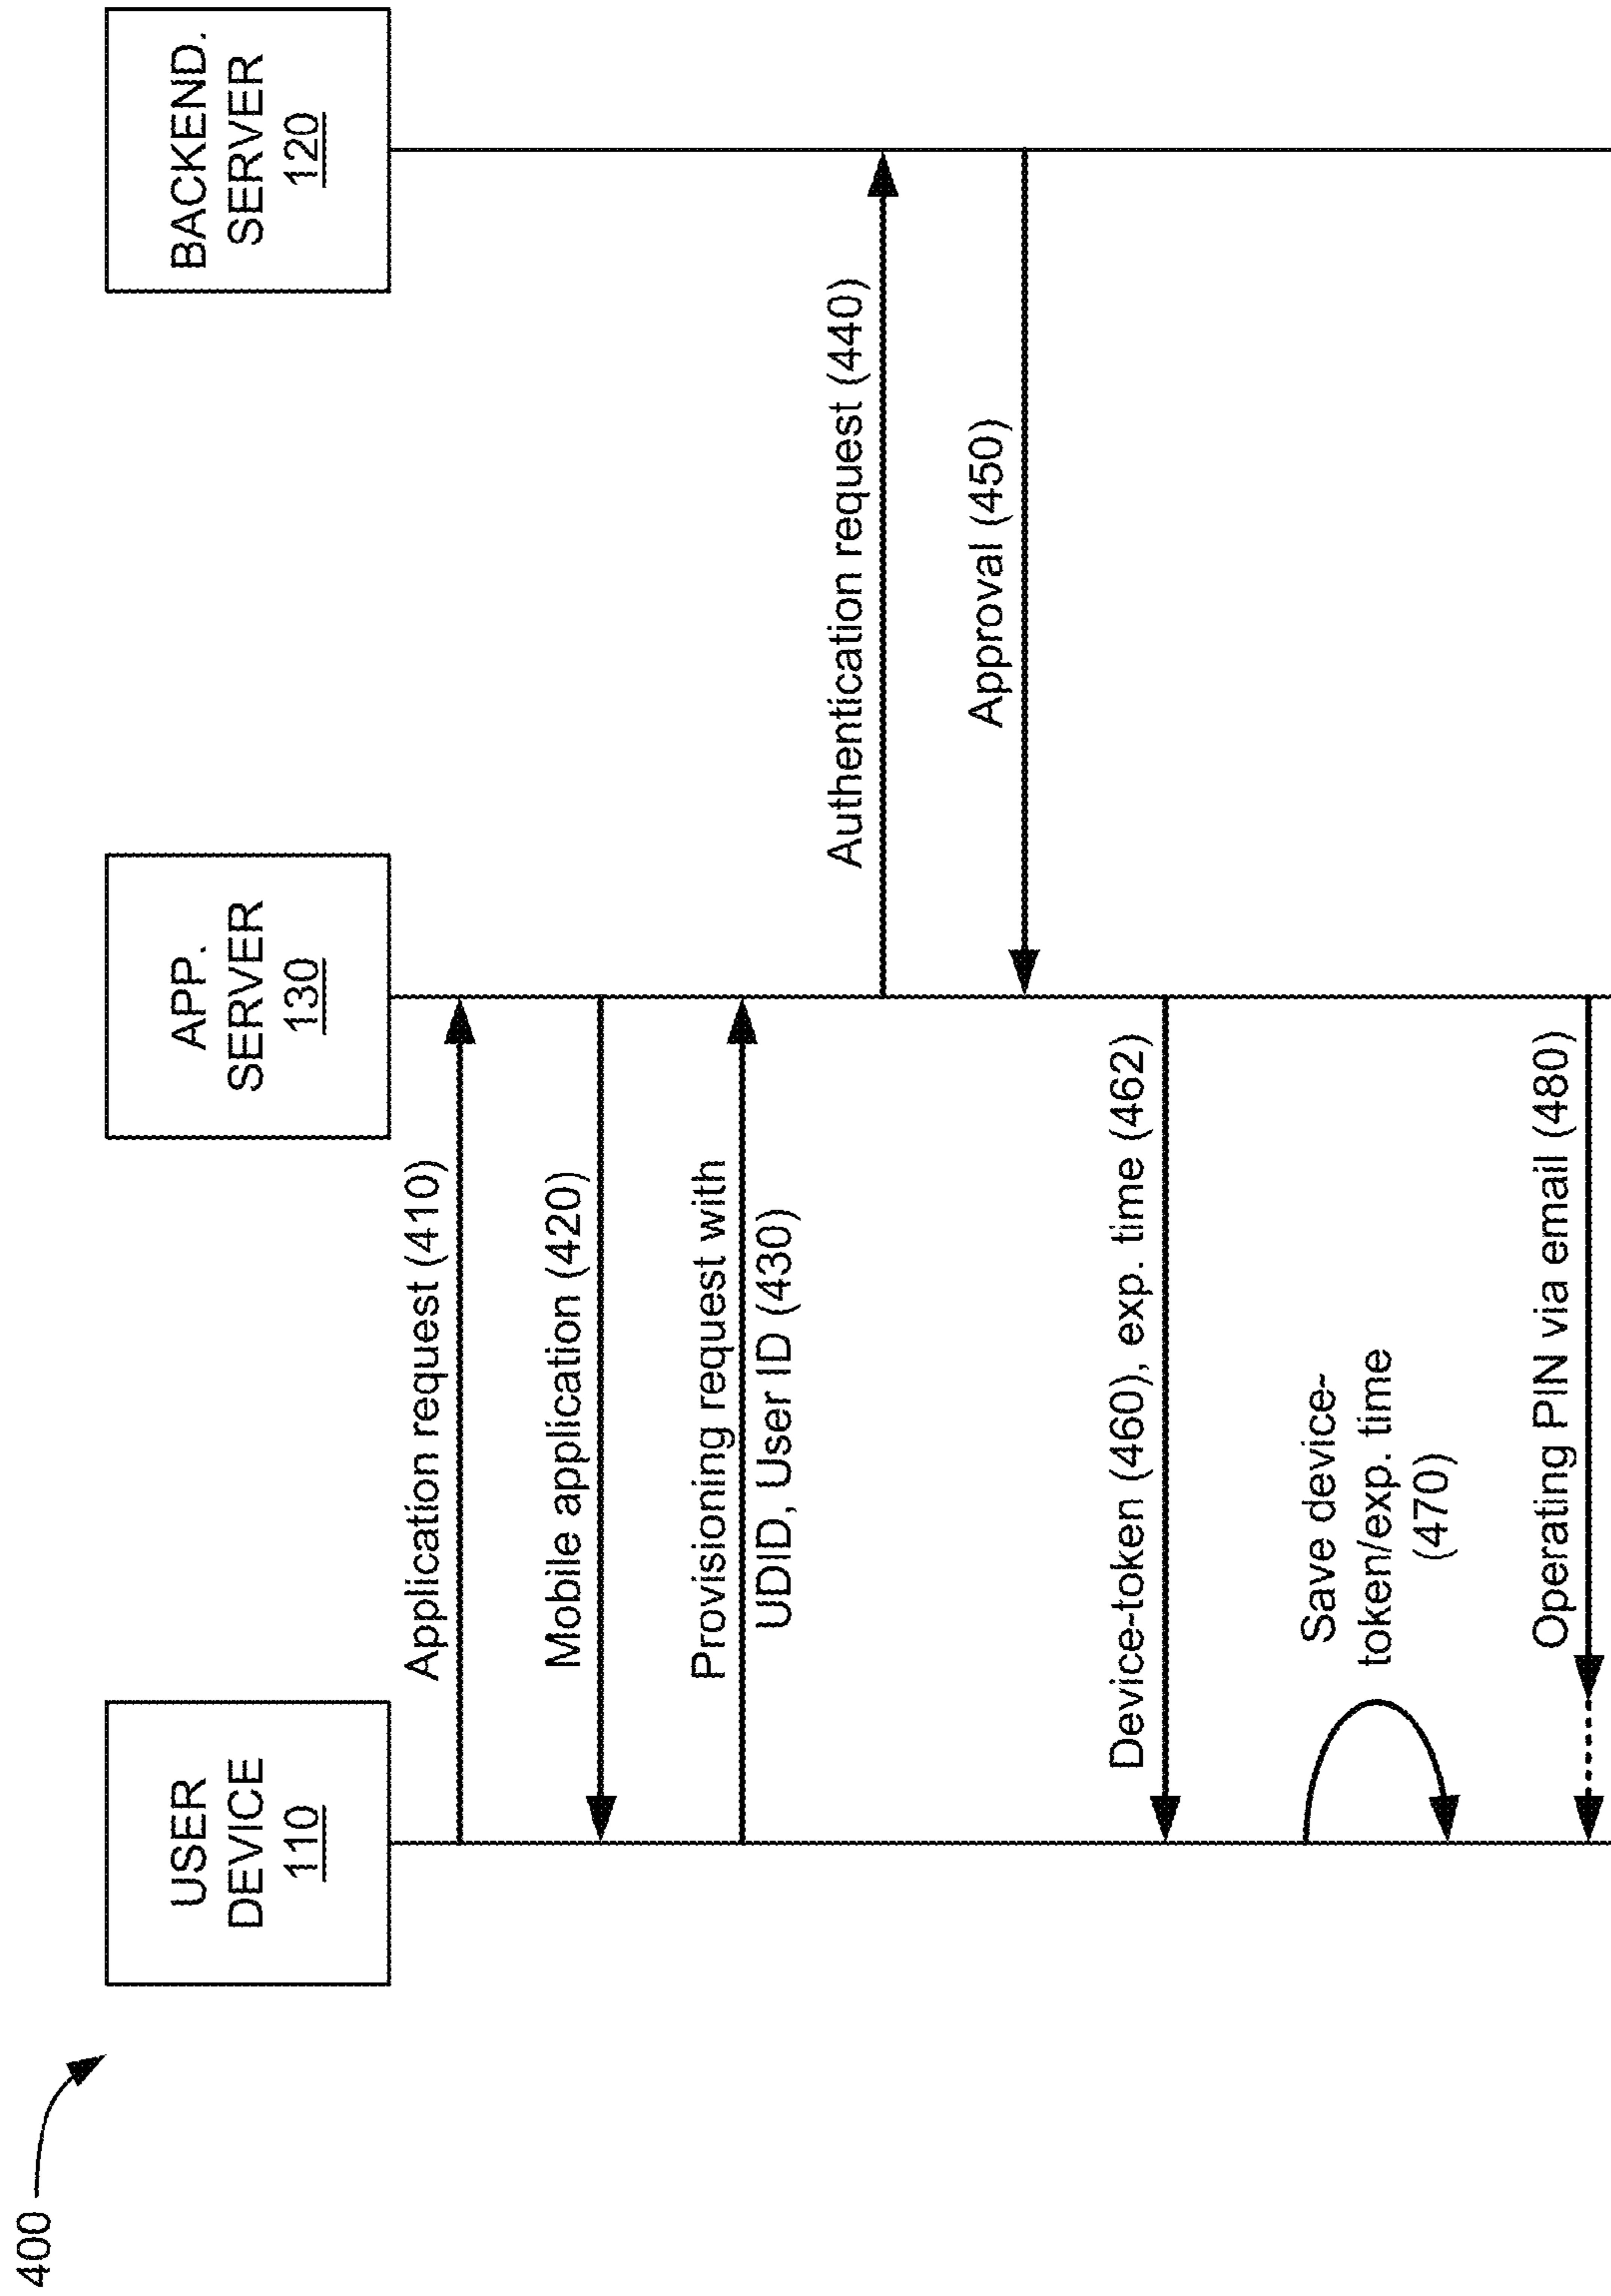 400
USER
DEVICE
110
APP.
SERVER
130
BACKEND.
SERVER
120
Application request (410)
Mobile application (420)
Provisioning request with
UDID, User ID (430)
Authentication request (440)
Approval (450)
Device-token (460), exp. time (462)
Save device-
token/exp. time
(470)
Operating PIN via email (480)